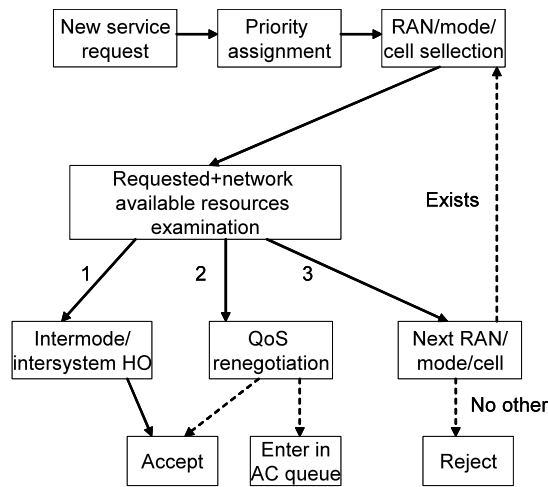 New service
request
Priority
assignment
RAN/mode/
cell sellection
Requested+network
available resources
examination
Exists
1
2
3
Intermode/
intersystem HO
QoS
renegotiation
Next RAN/
mode/cell
No other
Accept
Enter in
AC queue
Reject